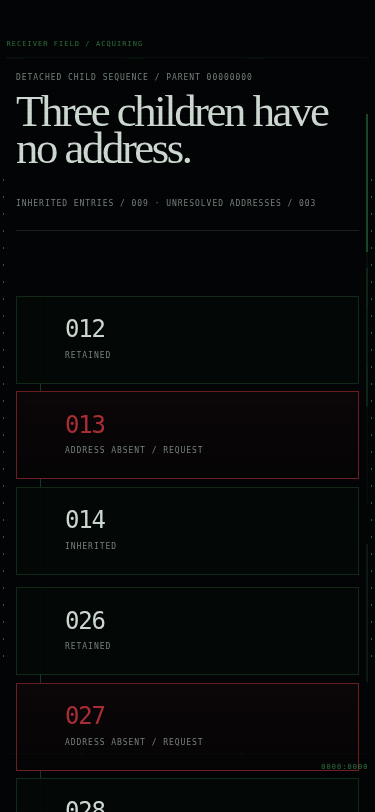 RECEIVER FIELD / ACQUIRING
DETACHED CHILD SEQUENCE / PARENT 00000000
Three children have
no address.
INHERITED ENTRIES / 009 · UNRESOLVED ADDRESSES / 003
012
RETAINED
013
ADDRESS ABSENT / REQUEST
014
INHERITED
026
RETAINED
027
ADDRESS ABSENT / REQUEST
0000:0000
028